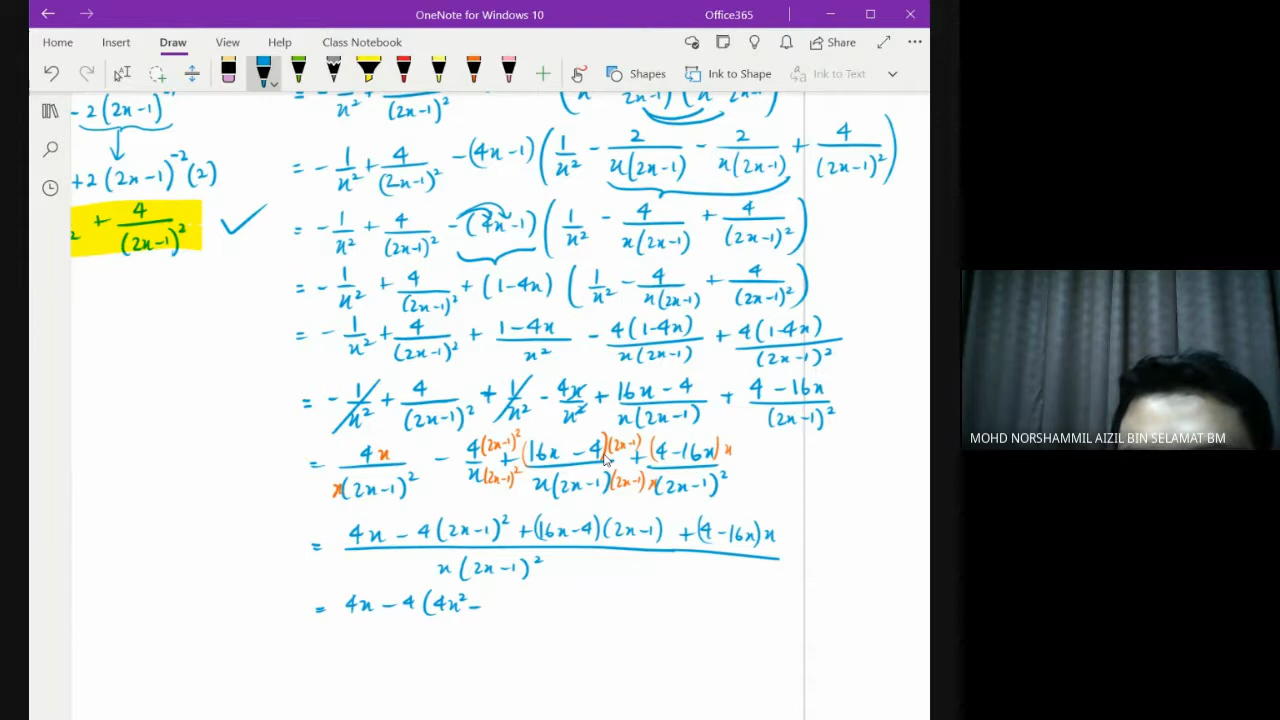 OneNote for Windows 10
Office365
Home Insert Draw View Help Class Notebook
Share
Shapes
Ink to Shape
Ink to Text
- 2(2x-1)
+2(2x-1)^-2 (2)
+ 4/(2x-1)^2 ✓
= - 1/x^2 + 4/(2x-1)^2
= - 1/x^2 + 4/(2x-1)^2 - (4x-1) (1/x^2 - 2/x(2x-1) - 2/x(2x-1) + 4/(2x-1)^2)
= - 1/x^2 + 4/(2x-1)^2 - (4x-1) (1/x^2 - 4/x(2x-1) + 4/(2x-1)^2)
= - 1/x^2 + 4/(2x-1)^2 + (1-4x) (1/x^2 - 4/x(2x-1) + 4/(2x-1)^2)
= - 1/x^2 + 4/(2x-1)^2 + 1-4x/x^2 - 4(1-4x)/x(2x-1) + 4(1-4x)/(2x-1)^2
= - 1/x^2 + 4/(2x-1)^2 + 1/x^2 - 4x/x^2 + 16x-4/x(2x-1) + 4-16x/(2x-1)^2
= 4x/x(2x-1)^2 - 4(2x-1)^2/x(2x-1)^2 + (16x-4)(2x-1)/x(2x-1)(2x-1) + (4-16x)x/x(2x-1)^2
= 4x - 4(2x-1)^2 + (16x-4)(2x-1) + (4-16x)x / x(2x-1)^2
= 4x - 4(4x^2 -
MOHD NORSHAMMIL AIZIL BIN SELAMAT BM